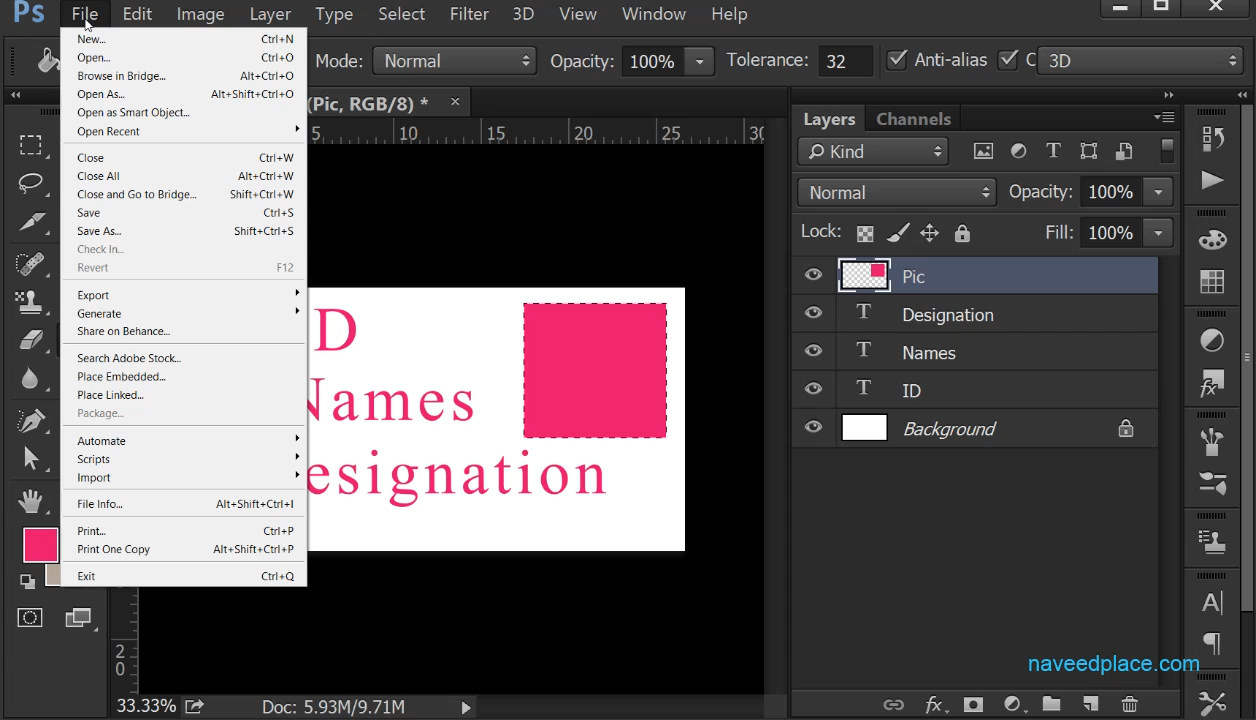 Ps File Edit Image Layer Type Select Filter 3D View Window Help
Mode: Normal Opacity: 100% Tolerance: 32 Anti-alias C 3D
(Pic, RGB/8) * ×
5 10 15 20 25 30
New... Ctrl+N
Open... Ctrl+O
Browse in Bridge... Alt+Ctrl+O
Open As... Alt+Shift+Ctrl+O
Open as Smart Object...
Open Recent
Close Ctrl+W
Close All Alt+Ctrl+W
Close and Go to Bridge... Shift+Ctrl+W
Save Ctrl+S
Save As... Shift+Ctrl+S
Check In...
Revert F12
Export
Generate
Share on Behance...
Search Adobe Stock...
Place Embedded...
Place Linked...
Package...
Automate
Scripts
Import
File Info... Alt+Shift+Ctrl+I
Print... Ctrl+P
Print One Copy Alt+Shift+Ctrl+P
Exit Ctrl+Q
D
Names
esignation
2
0
33.33% Doc: 5.93M/9.71M
Layers Channels
Kind
Normal Opacity: 100%
Lock: Fill: 100%
Pic
T Designation
T Names
T ID
Background
naveedplace.com